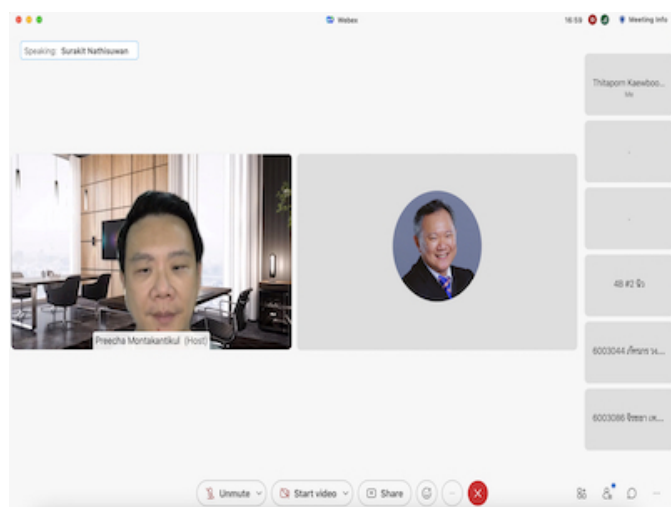 Webex
16:59
Meeting info
Speaking: Surakit Nathisuwan
Thitaporn Kaewboo...
Me
4B #2 นิว
Preecha Montakantikul (Host)
6003044
6003086
Unmute
Start video
Share